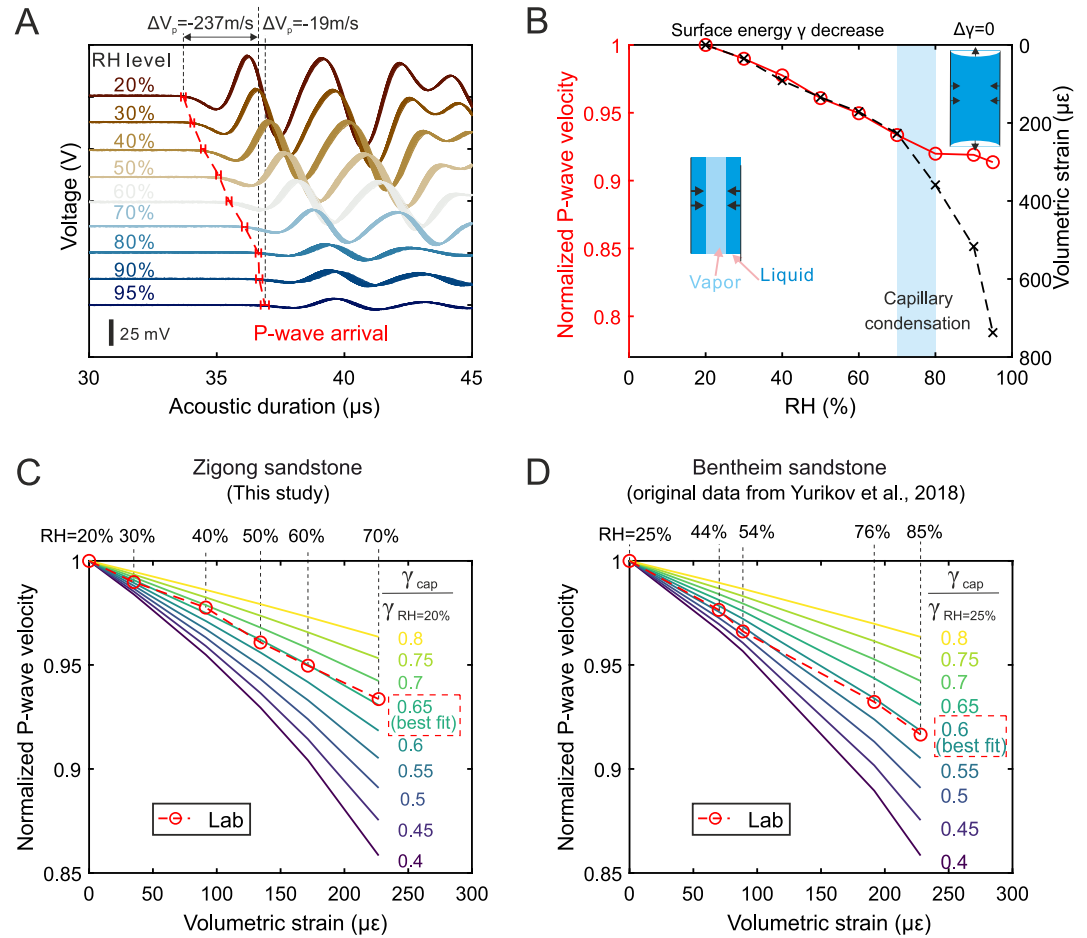 A
ΔVₚ=-237m/s
ΔVₚ=-19m/s
RH level
20%
30%
40%
50%
60%
70%
80%
90%
95%
25 mV
P-wave arrival
Voltage (V)
30
35
40
45
Acoustic duration (μs)
B
Surface energy γ decrease
Δγ=0
1
0.95
0.9
0.85
0.8
Normalized P-wave velocity
0
200
400
600
800
Volumetric strain (με)
Vapor
Liquid
Capillary
condensation
0
20
40
60
80
100
RH (%)
C
Zigong sandstone
(This study)
RH=20%
30%
40%
50%
60%
70%
1
0.95
0.9
0.85
Normalized P-wave velocity
γ cap
γ RH=20%
0.8
0.75
0.7
0.65
(best fit)
0.6
0.55
0.5
0.45
0.4
Lab
0
50
100
150
200
250
300
Volumetric strain (με)
D
Bentheim sandstone
(original data from Yurikov et al., 2018)
RH=25%
44%
54%
76%
85%
1
0.95
0.9
0.85
Normalized P-wave velocity
γ cap
γ RH=25%
0.8
0.75
0.7
0.65
0.6
(best fit)
0.55
0.5
0.45
0.4
Lab
0
50
100
150
200
250
300
Volumetric strain (με)